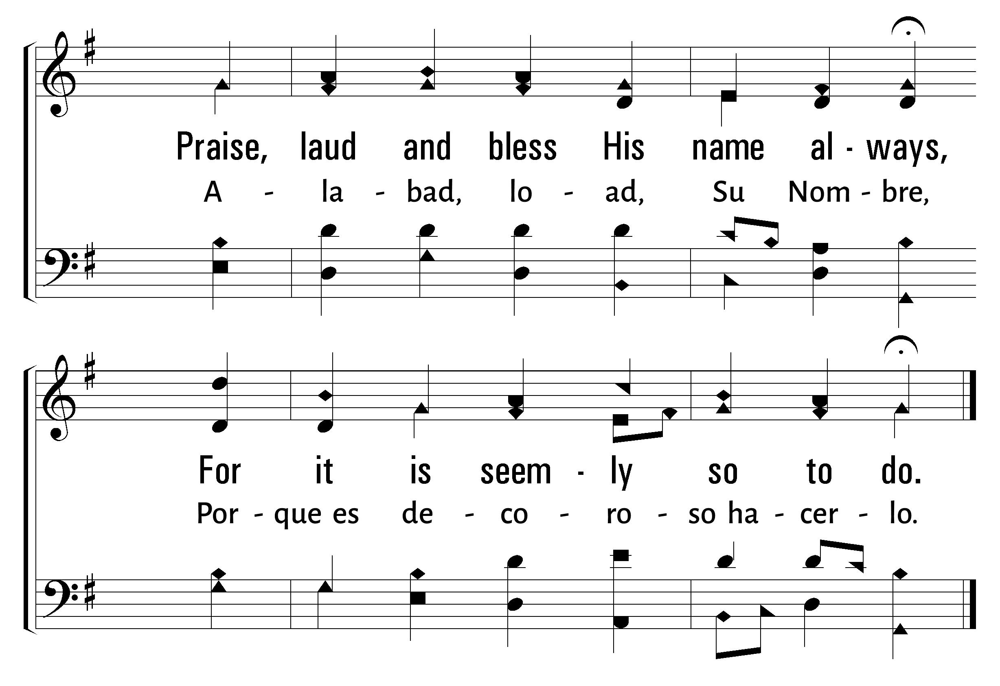 Praise, laud and bless His name al - ways,
A - la - bad, lo - ad, Su Nom - bre,
For it is seem - ly so to do.
Por - que es de - co - ro - so ha - cer - lo.